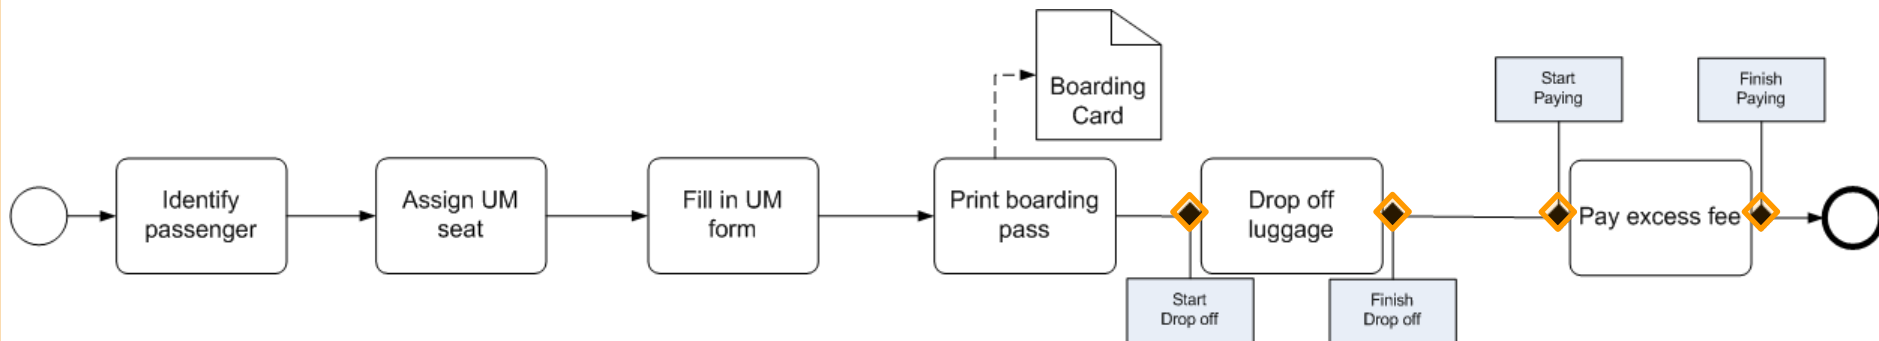 Identify
passenger
Assign UM
seat
Fill in UM
form
Print boarding
pass
Boarding
Card
Start
Drop off
Drop off
luggage
Finish
Drop off
Start
Paying
Pay excess fee
Finish
Paying